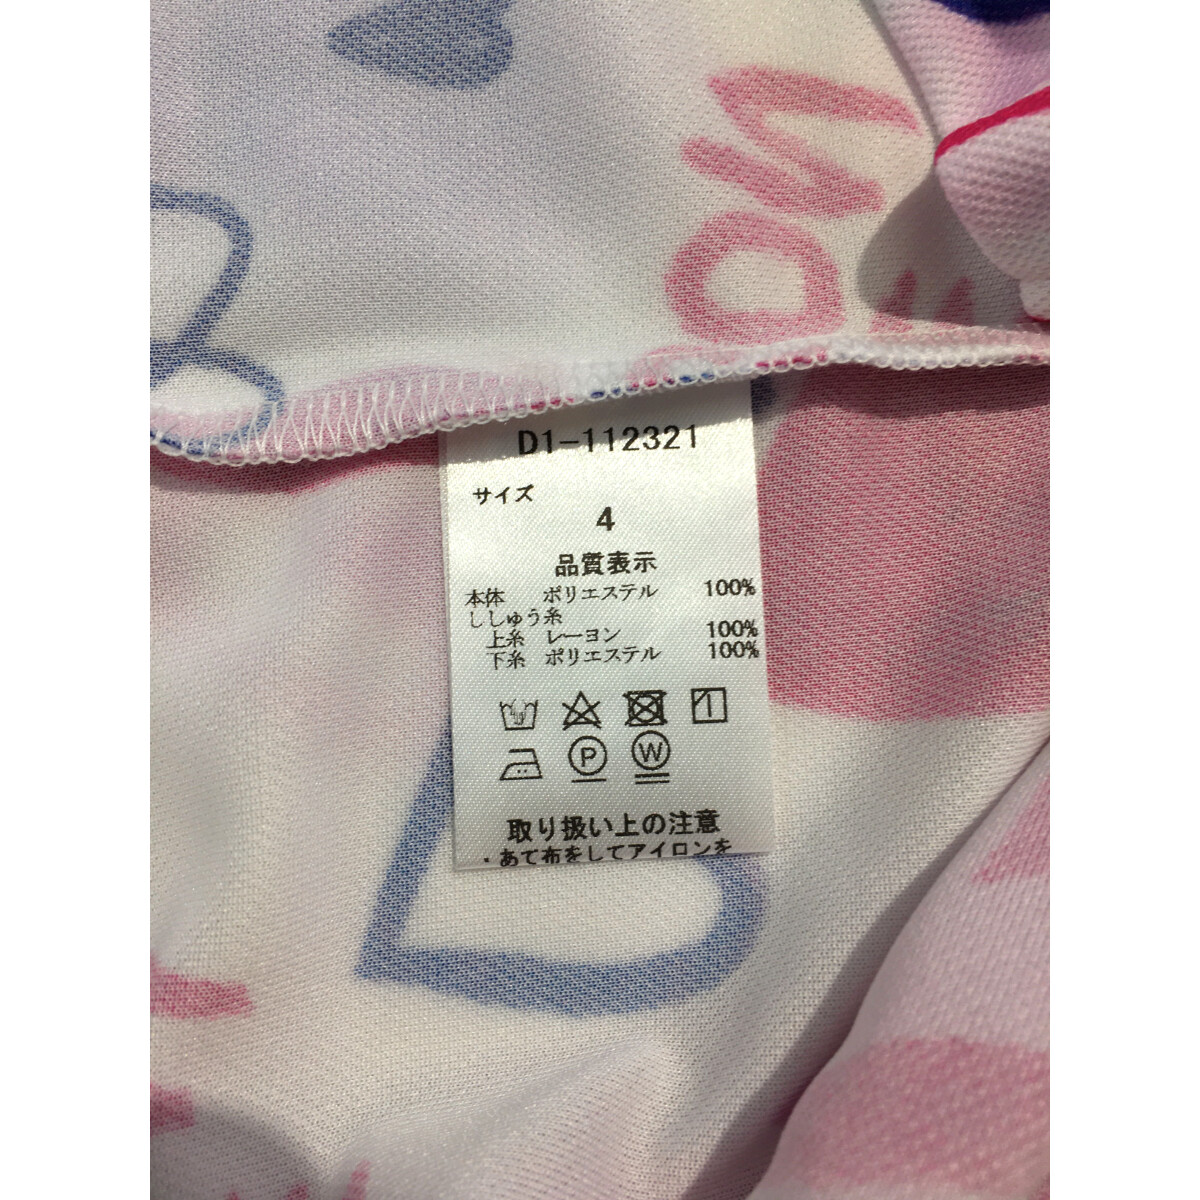 D1-112321
サイズ
4
品質表示
本体 ポリエステル 100%
ししゅう糸
上糸 レーヨン 100%
下糸 ポリエステル 100%
P W
取り扱い上の注意
・あて布をしてアイロンを